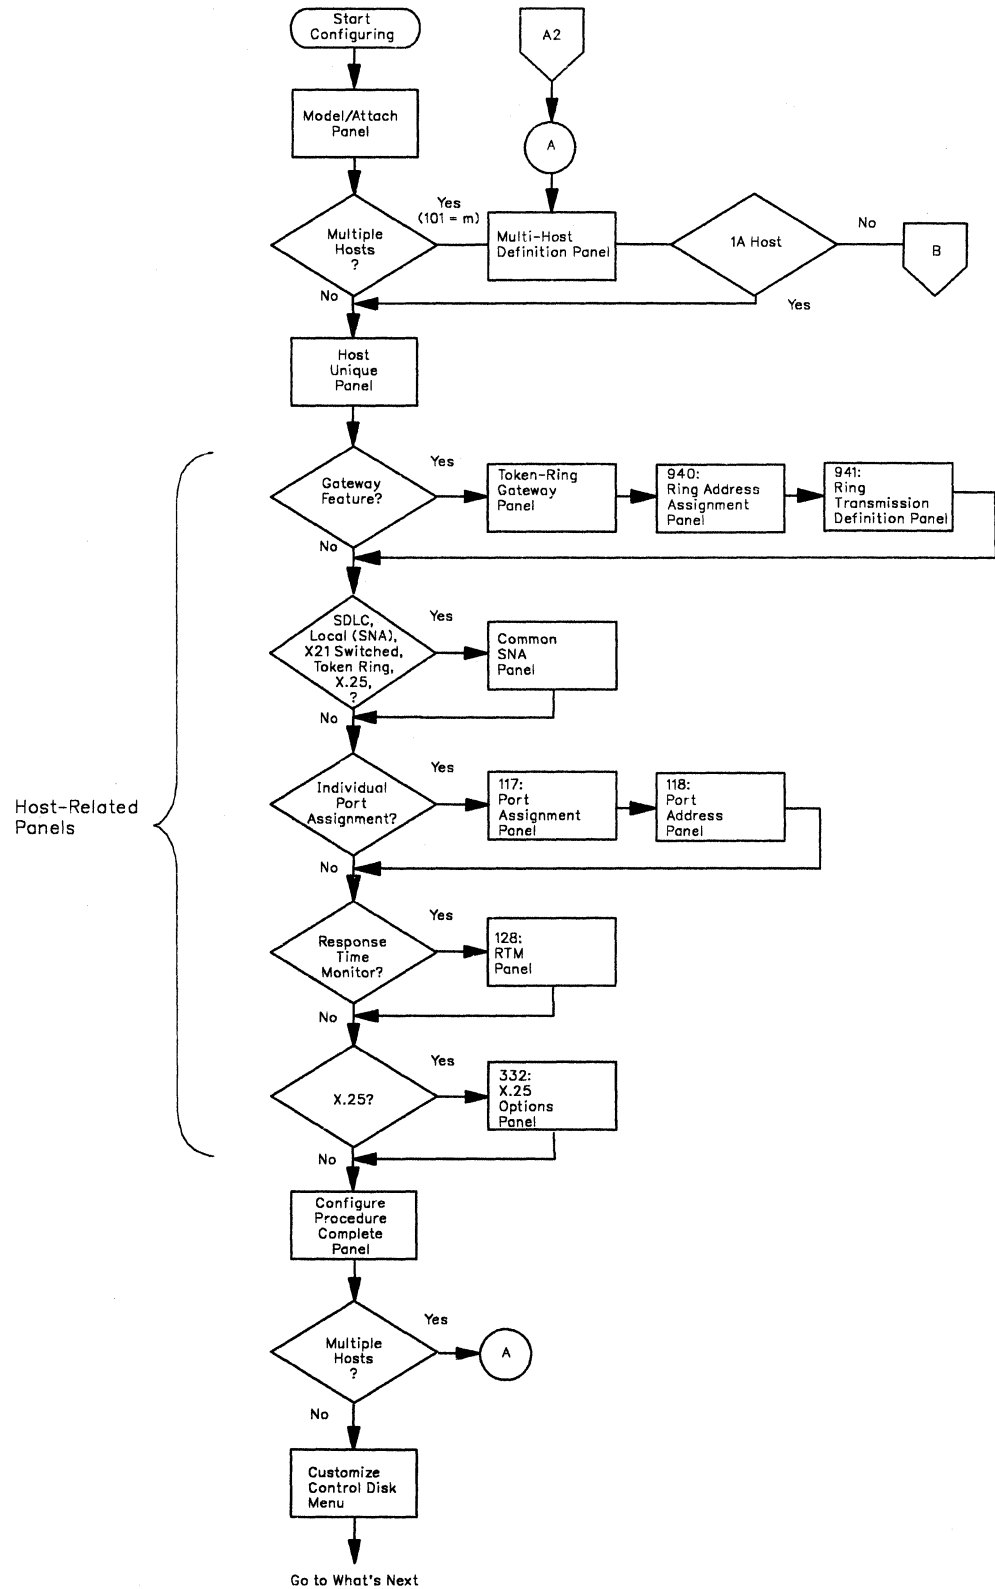 Start
Configuring
A2
Model/Attach
Panel
A
Multiple
Hosts
?
Yes
(101 = m)
Multi-Host
Definition Panel
1A Host
No
B
No
Yes
Host
Unique
Panel
Gateway
Feature?
Yes
Token-Ring
Gateway
Panel
940:
Ring Address
Assignment
Panel
941:
Ring
Transmission
Definition Panel
No
SDLC,
Local (SNA),
X21 Switched,
Token Ring,
X.25,
?
Yes
Common
SNA
Panel
No
Host-Related
Panels
Individual
Port
Assignment?
Yes
117:
Port
Assignment
Panel
118:
Port
Address
Panel
No
Response
Time
Monitor?
Yes
128:
RTM
Panel
No
X.25?
Yes
332:
X.25
Options
Panel
No
Configure
Procedure
Complete
Panel
Multiple
Hosts
?
Yes
A
No
Customize
Control Disk
Menu
Go to What's Next